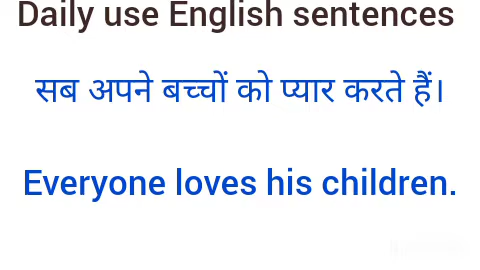 Daily use English sentences
सब अपने बच्चों को प्यार करते हैं।
Everyone loves his children.